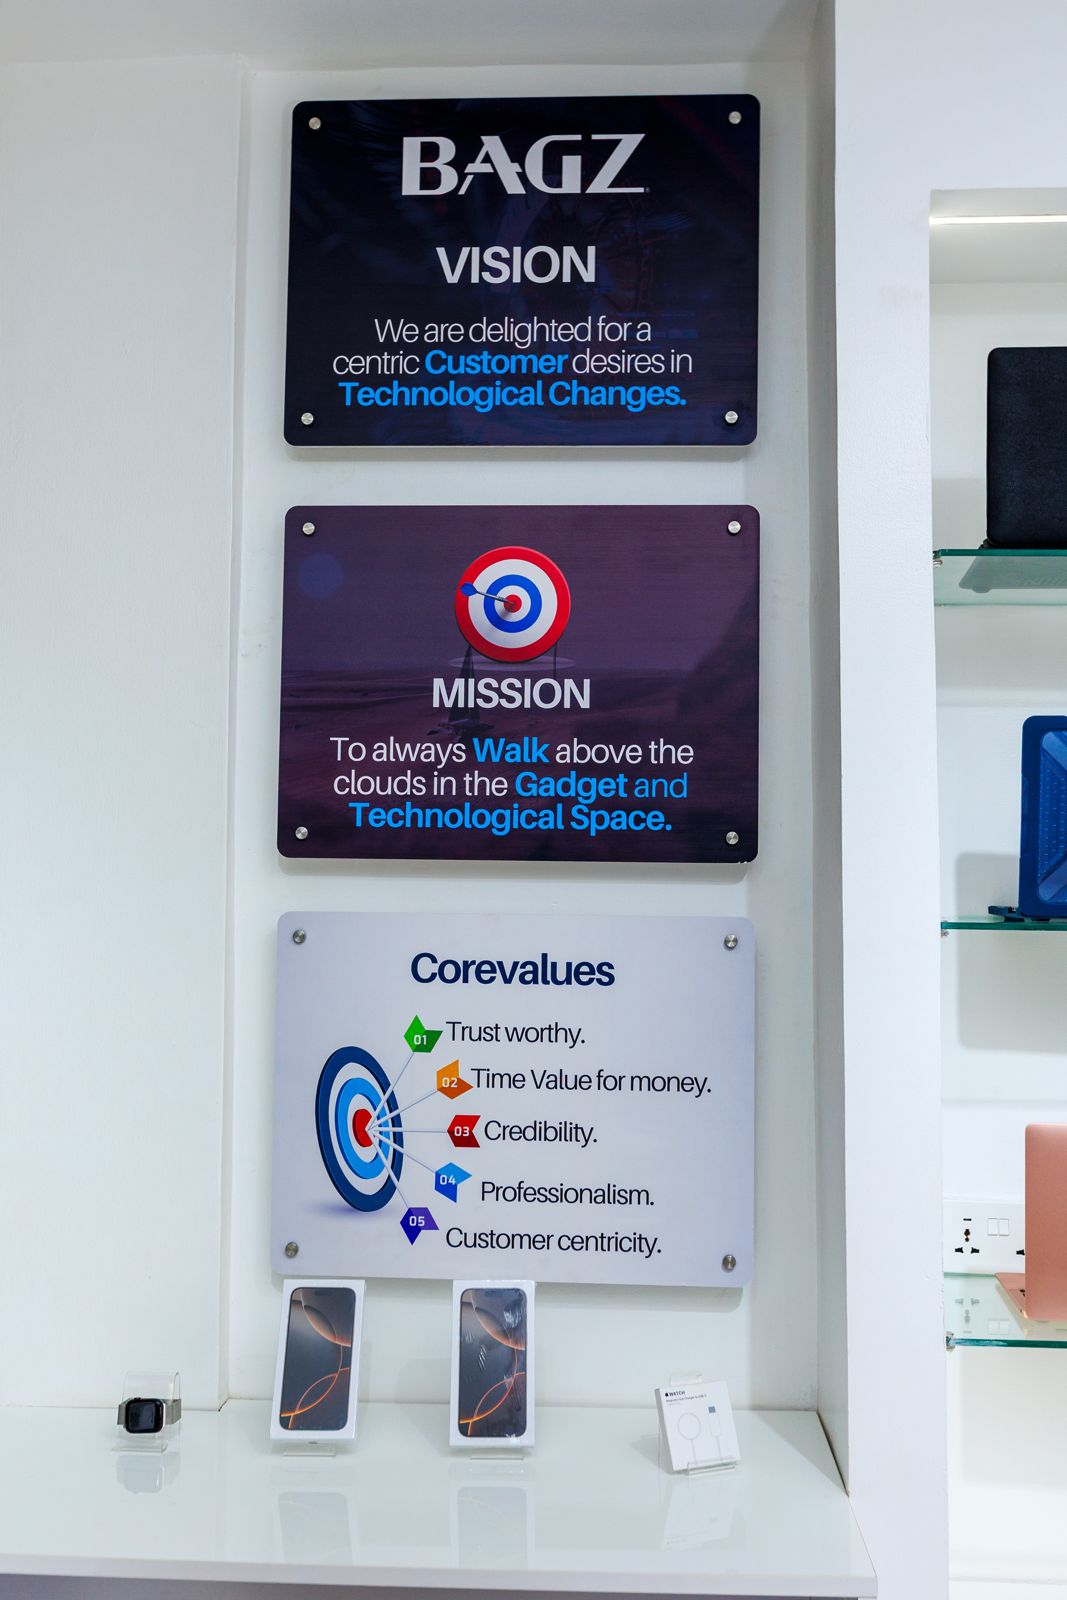 BAGZ
VISION
We are delighted for a
centric Customer desires in
Technological Changes.
MISSION
To always Walk above the
clouds in the Gadget and
Technological Space.
Corevalues
01 Trust worthy.
02 Time Value for money.
03 Credibility.
04 Professionalism.
05 Customer centricity.
WATCH